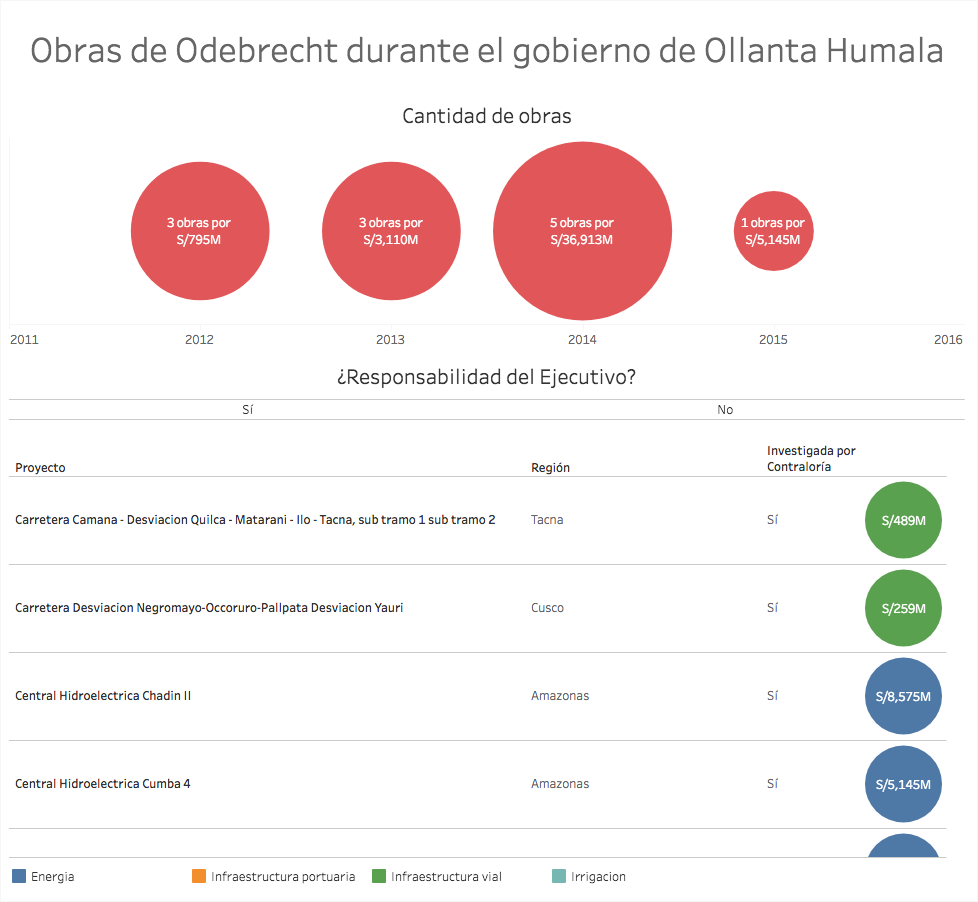 Obras de Odebrecht durante el gobierno de Ollanta Humala
Cantidad de obras
3 obras por
S/795M
3 obras por
S/3,110M
5 obras por
S/36,913M
1 obras por
S/5,145M
2011 2012 2013 2014 2015 2016
¿Responsabilidad del Ejecutivo?
Sí No
Proyecto Región Investigada por
Contraloría
Carretera Camana - Desviacion Quilca - Matarani - Ilo - Tacna, sub tramo 1 sub tramo 2 Tacna Sí S/489M
Carretera Desviacion Negromayo-Occoruro-Pallpata Desviacion Yauri Cusco Sí S/259M
Central Hidroelectrica Chadin II Amazonas Sí S/8,575M
Central Hidroelectrica Cumba 4 Amazonas Sí S/5,145M
Energia Infraestructura portuaria Infraestructura vial Irrigacion